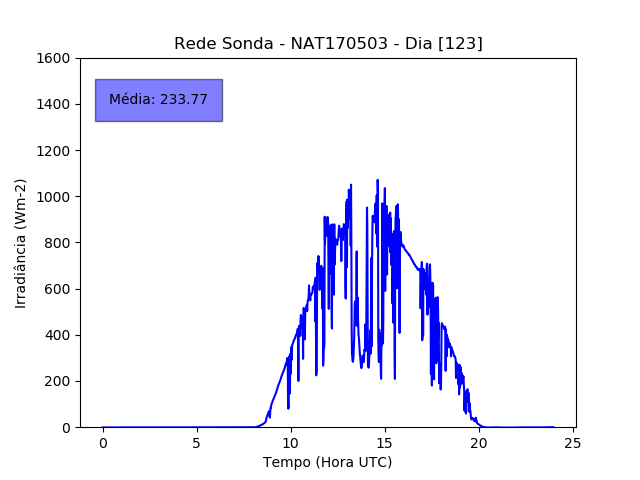 Rede Sonda - NAT170503 - Dia [123]
1600
1400
1200
1000
800
600
400
200
0
Média: 233.77
Irradiância (Wm-2)
0 5 10 15 20 25
Tempo (Hora UTC)